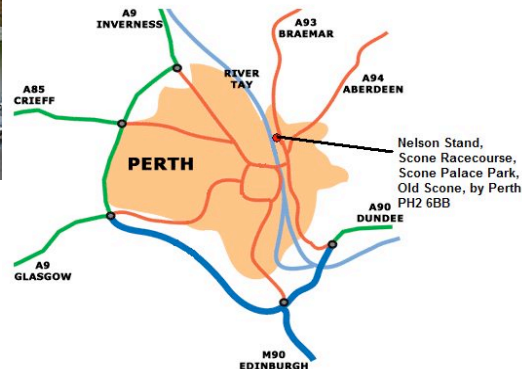 A9
INVERNESS
A93
BRAEMAR
RIVER
TAY
A94
ABERDEEN
A85
CRIEFF
PERTH
Nelson Stand,
Scone Racecourse,
Scone Palace Park,
Old Scone, by Perth
PH2 6BB
A90
DUNDEE
A9
GLASGOW
M90
EDINBURGH